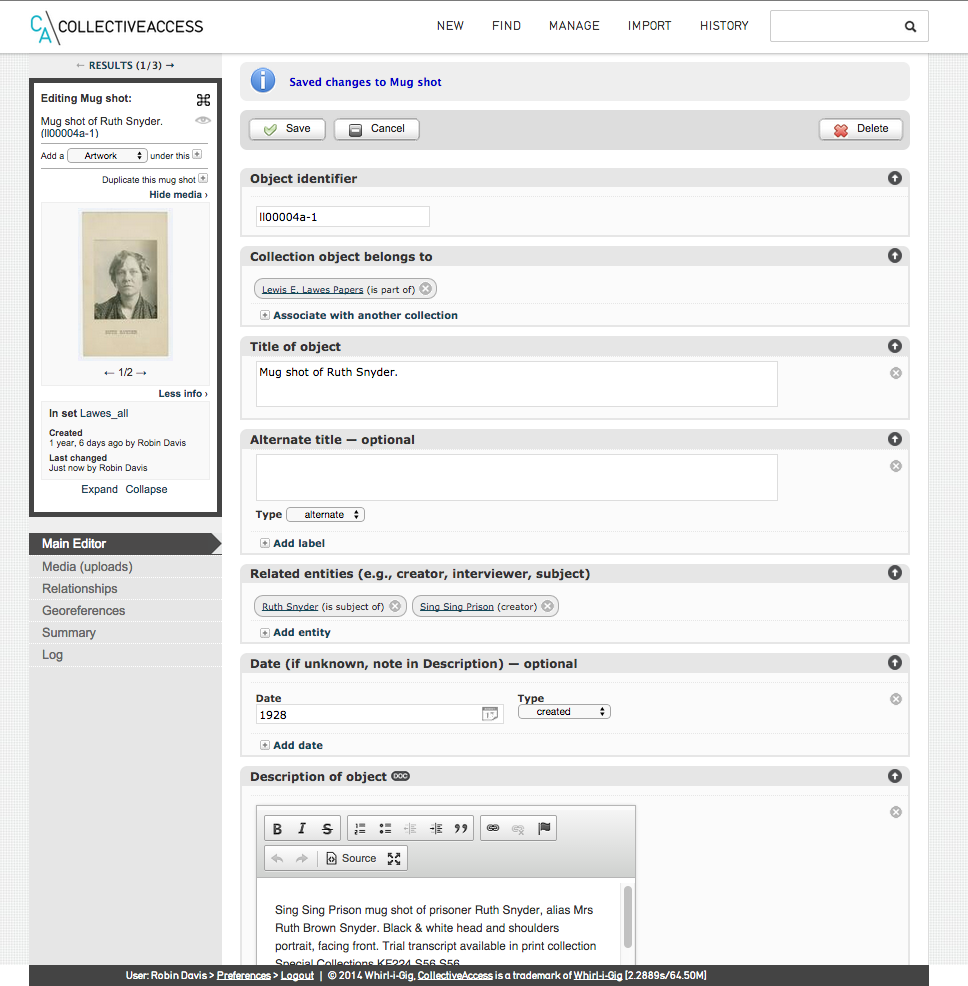 CA COLLECTIVEACCESS
NEW FIND MANAGE IMPORT HISTORY
← RESULTS (1/3) →
Editing Mug shot:
Mug shot of Ruth Snyder.
(ll00004a-1)
Add a Artwork under this
Duplicate this mug shot
Hide media ›
RUTH SNYDER
← 1/2 →
Less info ›
In set Lawes_all
Created
1 year, 6 days ago by Robin Davis
Last changed
Just now by Robin Davis
Expand Collapse
Main Editor
Media (uploads)
Relationships
Georeferences
Summary
Log
Saved changes to Mug shot
Save Cancel Delete
Object identifier
ll00004a-1
Collection object belongs to
Lewis E. Lawes Papers (is part of)
Associate with another collection
Title of object
Mug shot of Ruth Snyder.
Alternate title — optional
Type alternate
Add label
Related entities (e.g., creator, interviewer, subject)
Ruth Snyder (is subject of) Sing Sing Prison (creator)
Add entity
Date (if unknown, note in Description) — optional
Date Type
1928 17 created
Add date
Description of object
B I S
Source
Sing Sing Prison mug shot of prisoner Ruth Snyder, alias Mrs
Ruth Brown Snyder. Black & white head and shoulders
portrait, facing front. Trial transcript available in print collection
Special Collections KF224 S56 S56
User: Robin Davis > Preferences > Logout | © 2014 Whirl-i-Gig, CollectiveAccess is a trademark of Whirl-i-Gig [2.2889s/64.50M]